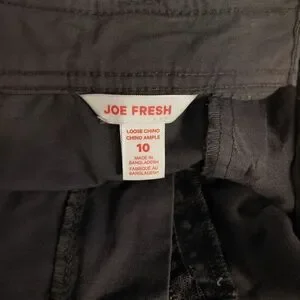 JOE FRESH
LOOSE CHINO
CHINO AMPLE
10
MADE IN
BANGLADESH
FABRIQUÉ AU
BANGLADESH